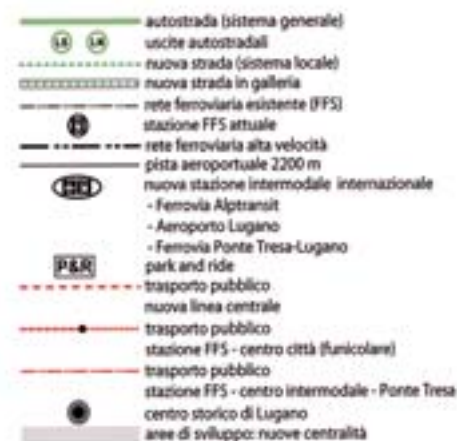 autostrada (sistema generale)
LS LN uscite autostradali
nuova strada (sistema locale)
nuova strada in galleria
rete ferroviaria esistente (FFS)
stazione FFS attuale
rete ferroviaria alta velocità
pista aeroportuale 2200 m
nuova stazione intermodale internazionale
- Ferrovia Alptransit
- Aeroporto Lugano
- Ferrovia Ponte Tresa-Lugano
P&R park and ride
trasporto pubblico
nuova linea centrale
trasporto pubblico
stazione FFS - centro città (funicolare)
trasporto pubblico
stazione FFS - centro intermodale - Ponte Tresa
centro storico di Lugano
aree di sviluppo: nuove centralità